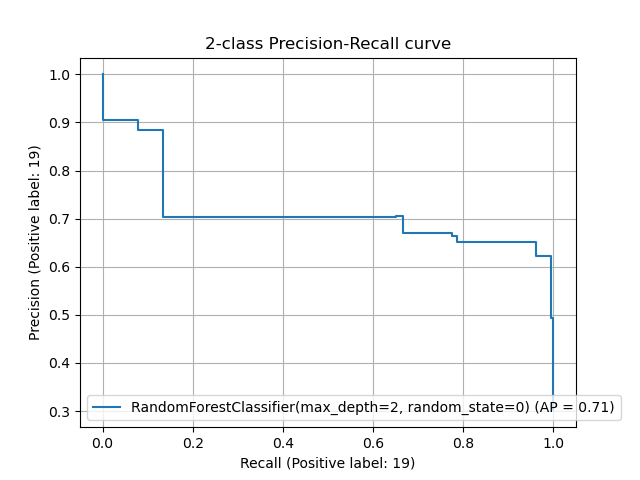 2-class Precision-Recall curve
1.0
0.9
0.8
0.7
0.6
0.5
0.4
0.3
Precision (Positive label: 19)
RandomForestClassifier(max_depth=2, random_state=0) (AP = 0.71)
0.0 0.2 0.4 0.6 0.8 1.0
Recall (Positive label: 19)